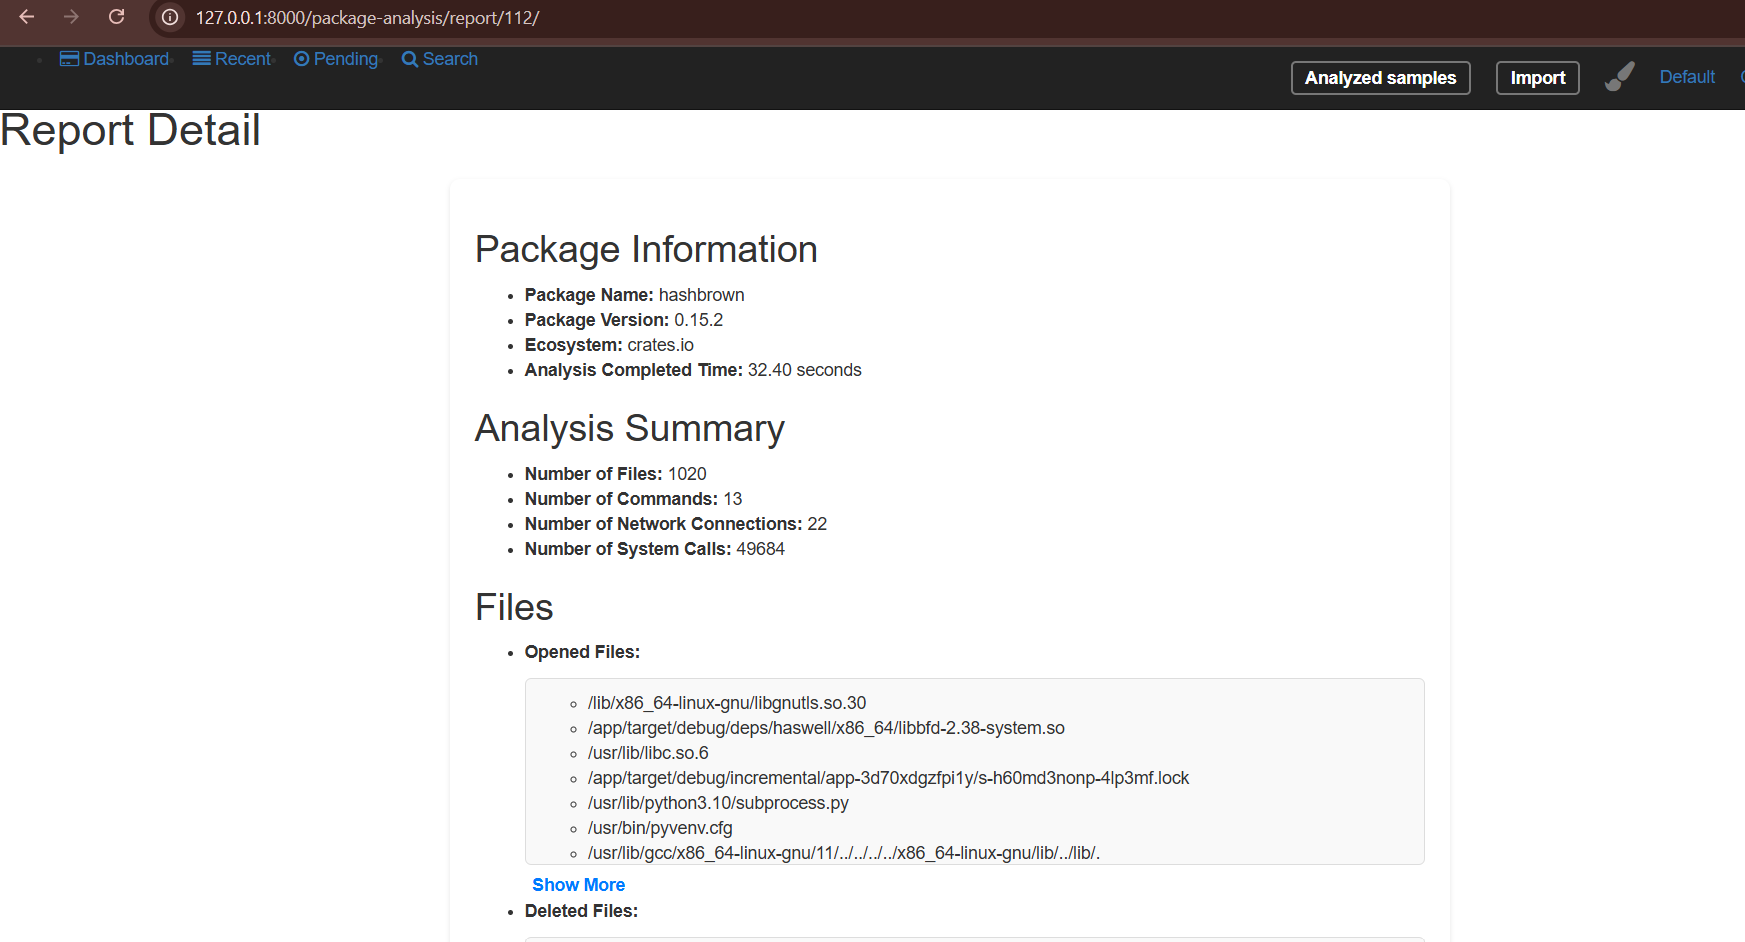 127.0.0.1:8000/package-analysis/report/112/
Dashboard Recent Pending Search
Analyzed samples Import Default
Report Detail
Package Information
Package Name: hashbrown
Package Version: 0.15.2
Ecosystem: crates.io
Analysis Completed Time: 32.40 seconds
Analysis Summary
Number of Files: 1020
Number of Commands: 13
Number of Network Connections: 22
Number of System Calls: 49684
Files
Opened Files:
/lib/x86_64-linux-gnu/libgnutls.so.30
/app/target/debug/deps/haswell/x86_64/libbfd-2.38-system.so
/usr/lib/libc.so.6
/app/target/debug/incremental/app-3d70xdgzfpi1y/s-h60md3nonp-4lp3mf.lock
/usr/lib/python3.10/subprocess.py
/usr/bin/pyvenv.cfg
/usr/lib/gcc/x86_64-linux-gnu/11/../../../../x86_64-linux-gnu/lib/../lib/.
Show More
Deleted Files: